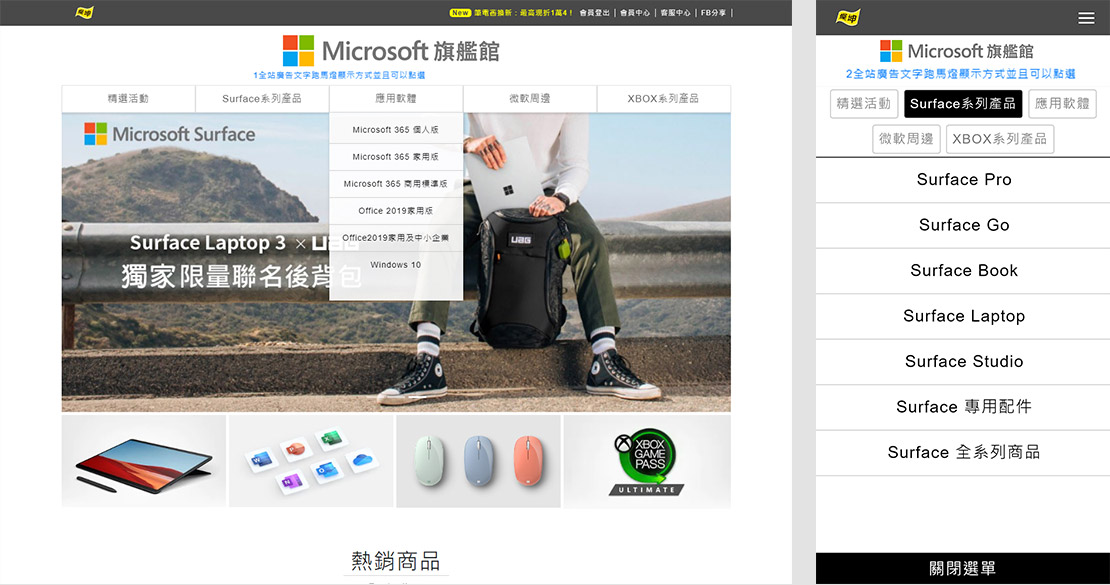 燦坤
New 筆電舊換新：最高現折1萬4！ 會員登出 | 會員中心 | 客服中心 | FB分享 |
Microsoft 旗艦館
1全站廣告文字跑馬燈顯示方式並且可以點選
精選活動 Surface系列產品 應用軟體 微軟周邊 XBOX系列產品
Microsoft Surface
Microsoft 365 個人版
Microsoft 365 家用版
Microsoft 365 商用標準版
Office 2019家用版
Office2019家用及中小企業
Windows 10
Surface Laptop 3 × UAG
獨家限量聯名後背包
UAG
XBOX
GAME
PASS
ULTIMATE
熱銷商品
燦坤
Microsoft 旗艦館
2全站廣告文字跑馬燈顯示方式並且可以點選
精選活動 Surface系列產品 應用軟體
微軟周邊 XBOX系列產品
Surface Pro
Surface Go
Surface Book
Surface Laptop
Surface Studio
Surface 專用配件
Surface 全系列商品
關閉選單